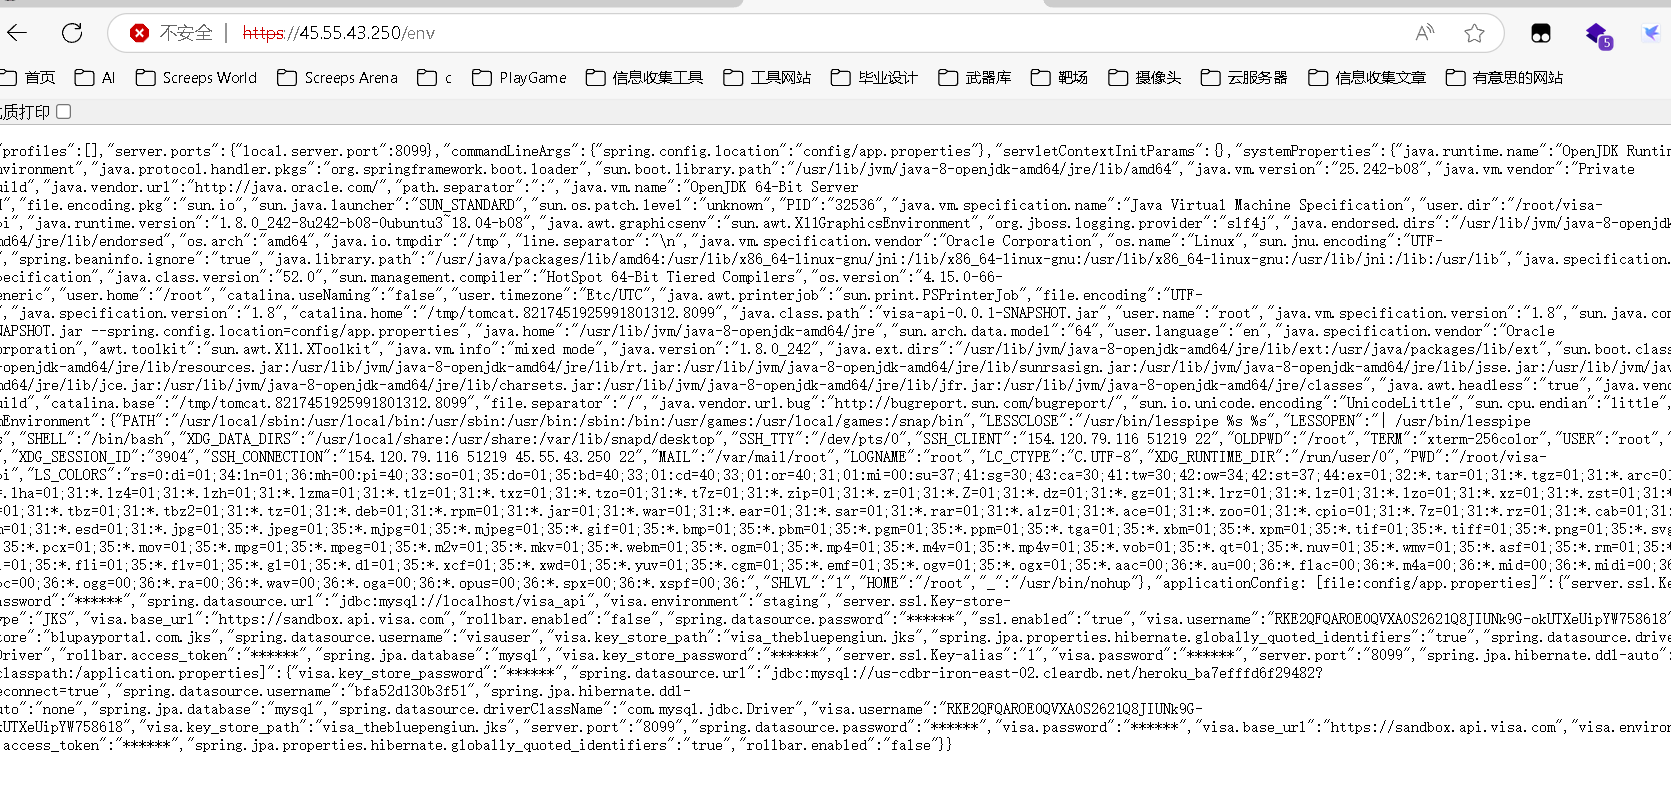 不安全 | https://45.55.43.250/env
首页 AI Screeps World Screeps Arena c PlayGame 信息收集工具 工具网站 毕业设计 武器库 靶场 摄像头 云服务器 信息收集文章 有意思的网站
质打印
"profiles":[],"server.ports":{"local.server.port":8099},"commandLineArgs":{"spring.config.location":"config/app.properties"},"servletContextInitParams":{},"systemProperties":{"java.runtime.name":"OpenJDK Runtim
nvironment","java.protocol.handler.pkgs":"org.springframework.boot.loader","sun.boot.library.path":"/usr/lib/jvm/java-8-openjdk-amd64/jre/lib/amd64","java.vm.version":"25.242-b08","java.vm.vendor":"Private
uild","java.vendor.url":"http://java.oracle.com/","path.separator":":","java.vm.name":"OpenJDK 64-Bit Server
","file.encoding.pkg":"sun.io","sun.java.launcher":"SUN_STANDARD","sun.os.patch.level":"unknown","PID":"32536","java.vm.specification.name":"Java Virtual Machine Specification","user.dir":"/root/visa-
pi","java.runtime.version":"1.8.0_242-8u242-b08-0ubuntu3~18.04-b08","java.awt.graphicsenv":"sun.awt.X11GraphicsEnvironment","org.jboss.logging.provider":"slf4j","java.endorsed.dirs":"/usr/lib/jvm/java-8-openjdk
md64/jre/lib/endorsed","os.arch":"amd64","java.io.tmpdir":"/tmp","line.separator":"\n","java.vm.specification.vendor":"Oracle Corporation","os.name":"Linux","sun.jnu.encoding":"UTF-
","spring.beaninfo.ignore":"true","java.library.path":"/usr/java/packages/lib/amd64:/usr/lib/x86_64-linux-gnu/jni:/lib/x86_64-linux-gnu:/usr/lib/x86_64-linux-gnu:/usr/lib/jni:/lib:/usr/lib","java.specification.
pecification","java.class.version":"52.0","sun.management.compiler":"HotSpot 64-Bit Tiered Compilers","os.version":"4.15.0-66-
eneric","user.home":"/root","catalina.useNaming":"false","user.timezone":"Etc/UTC","java.awt.printerjob":"sun.print.PSPrinterJob","file.encoding":"UTF-
","java.specification.version":"1.8","catalina.home":"/tmp/tomcat.8217451925991801312.8099","java.class.path":"visa-api-0.0.1-SNAPSHOT.jar","user.name":"root","java.vm.specification.version":"1.8","sun.java.com
NAPSHOT.jar --spring.config.location=config/app.properties","java.home":"/usr/lib/jvm/java-8-openjdk-amd64/jre","sun.arch.data.model":"64","user.language":"en","java.specification.vendor":"Oracle
orporation","awt.toolkit":"sun.awt.X11.XToolkit","java.vm.info":"mixed mode","java.version":"1.8.0_242","java.ext.dirs":"/usr/lib/jvm/java-8-openjdk-amd64/jre/lib/ext:/usr/java/packages/lib/ext","sun.boot.class
-openjdk-amd64/jre/lib/resources.jar:/usr/lib/jvm/java-8-openjdk-amd64/jre/lib/rt.jar:/usr/lib/jvm/java-8-openjdk-amd64/jre/lib/sunrsasign.jar:/usr/lib/jvm/java-8-openjdk-amd64/jre/lib/jsse.jar:/usr/lib/jvm/jav
md64/jre/lib/jce.jar:/usr/lib/jvm/java-8-openjdk-amd64/jre/lib/charsets.jar:/usr/lib/jvm/java-8-openjdk-amd64/jre/lib/jfr.jar:/usr/lib/jvm/java-8-openjdk-amd64/jre/classes","java.awt.headless":"true","java.vend
uild","catalina.base":"/tmp/tomcat.8217451925991801312.8099","file.separator":"/","java.vendor.url.bug":"http://bugreport.sun.com/bugreport/","sun.io.unicode.encoding":"UnicodeLittle","sun.cpu.endian":"little",
mEnvironment":{"PATH":"/usr/local/sbin:/usr/local/bin:/usr/sbin:/usr/bin:/sbin:/bin:/usr/games:/usr/local/games:/snap/bin","LESSCLOSE":"/usr/bin/lesspipe %s %s","LESSOPEN":"| /usr/bin/lesspipe
s","SHELL":"/bin/bash","XDG_DATA_DIRS":"/usr/local/share:/usr/share:/var/lib/snapd/desktop","SSH_TTY":"/dev/pts/0","SSH_CLIENT":"154.120.79.116 51219 22","OLDPWD":"/root","TERM":"xterm-256color","USER":"root",
,"XDG_SESSION_ID":"3904","SSH_CONNECTION":"154.120.79.116 51219 45.55.43.250 22","MAIL":"/var/mail/root","LOGNAME":"root","LC_CTYPE":"C.UTF-8","XDG_RUNTIME_DIR":"/run/user/0","PWD":"/root/visa-
pi","LS_COLORS":"rs=0:di=01;34:ln=01;36:mh=00:pi=40;33:so=01;35:do=01;35:bd=40;33;01:cd=40;33;01:or=40;31;01:mi=00:su=37;41:sg=30;43:ca=30;41:tw=30;42:ow=34;42:st=37;44:ex=01;32:*.tar=01;31:*.tgz=01;31:*.arc=01
.lha=01;31:*.lz4=01;31:*.lzh=01;31:*.lzma=01;31:*.tlz=01;31:*.txz=01;31:*.tzo=01;31:*.t7z=01;31:*.zip=01;31:*.z=01;31:*.Z=01;31:*.dz=01;31:*.gz=01;31:*.lrz=01;31:*.lz=01;31:*.lzo=01;31:*.xz=01;31:*.zst=01;31:*
=01;31:*.tbz=01;31:*.tbz2=01;31:*.tz=01;31:*.deb=01;31:*.rpm=01;31:*.jar=01;31:*.war=01;31:*.ear=01;31:*.sar=01;31:*.rar=01;31:*.alz=01;31:*.ace=01;31:*.zoo=01;31:*.cpio=01;31:*.7z=01;31:*.rz=01;31:*.cab=01;31:
m=01;31:*.esd=01;31:*.jpg=01;35:*.jpeg=01;35:*.mjpg=01;35:*.mjpeg=01;35:*.gif=01;35:*.bmp=01;35:*.pbm=01;35:*.pgm=01;35:*.ppm=01;35:*.tga=01;35:*.xbm=01;35:*.xpm=01;35:*.tif=01;35:*.tiff=01;35:*.png=01;35:*.svg
35:*.pcx=01;35:*.mov=01;35:*.mpg=01;35:*.mpeg=01;35:*.m2v=01;35:*.mkv=01;35:*.webm=01;35:*.ogm=01;35:*.mp4=01;35:*.m4v=01;35:*.mp4v=01;35:*.vob=01;35:*.qt=01;35:*.nuv=01;35:*.wmv=01;35:*.asf=01;35:*.rm=01;35:*
=01;35:*.fli=01;35:*.flv=01;35:*.gl=01;35:*.dl=01;35:*.xcf=01;35:*.xwd=01;35:*.yuv=01;35:*.cgm=01;35:*.emf=01;35:*.ogv=01;35:*.ogx=01;35:*.aac=00;36:*.au=00;36:*.flac=00;36:*.m4a=00;36:*.mid=00;36:*.midi=00;36
pc=00;36:*.ogg=00;36:*.ra=00;36:*.wav=00;36:*.oga=00;36:*.opus=00;36:*.spx=00;36:*.xspf=00;36:","SHLVL":"1","HOME":"/root","_":"/usr/bin/nohup"},"applicationConfig: [file:config/app.properties]":{"server.ssl.Ke
assword":"******","spring.datasource.url":"jdbc:mysql://localhost/visa_api","visa.environment":"staging","server.ssl.Key-store-
ype":"JKS","visa.base_url":"https://sandbox.api.visa.com","rollbar.enabled":"false","spring.datasource.password":"******","ssl.enabled":"true","visa.username":"RKE2QFQAROE0QVXA0S2621Q8JIUNk9G-okUTXeUipYW758618"
ore":"blupayportal.com.jks","spring.datasource.username":"visauser","visa.key_store_path":"visa_thebluepengiun.jks","spring.jpa.properties.hibernate.globally_quoted_identifiers":"true","spring.datasource.drive
Driver","rollbar.access_token":"******","spring.jpa.database":"mysql","visa.key_store_password":"******","server.ssl.Key-alias":"1","visa.password":"******","server.port":"8099","spring.jpa.hibernate.ddl-auto":
classpath:/application.properties]":{"visa.key_store_password":"******","spring.datasource.url":"jdbc:mysql://us-cdbr-iron-east-02.cleardb.net/heroku_ba7efffd6f29482?
econnect=true","spring.datasource.username":"bfa52d130b3f51","spring.jpa.hibernate.ddl-
uto":"none","spring.jpa.database":"mysql","spring.datasource.driverClassName":"com.mysql.jdbc.Driver","visa.username":"RKE2QFQAROE0QVXA0S2621Q8JIUNk9G-
kUTXeUipYW758618","visa.key_store_path":"visa_thebluepengiun.jks","server.port":"8099","spring.datasource.password":"******","visa.password":"******","visa.base_url":"https://sandbox.api.visa.com","visa.environ
.access_token":"******","spring.jpa.properties.hibernate.globally_quoted_identifiers":"true","rollbar.enabled":"false"}}